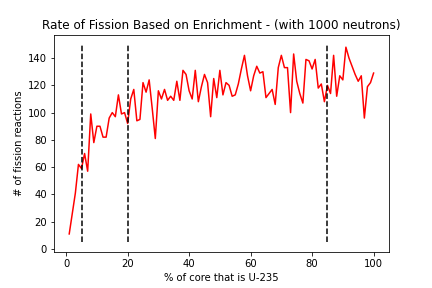 Rate of Fission Based on Enrichment - (with 1000 neutrons)
# of fission reactions
140
120
100
80
60
40
20
0
0 20 40 60 80 100
% of core that is U-235